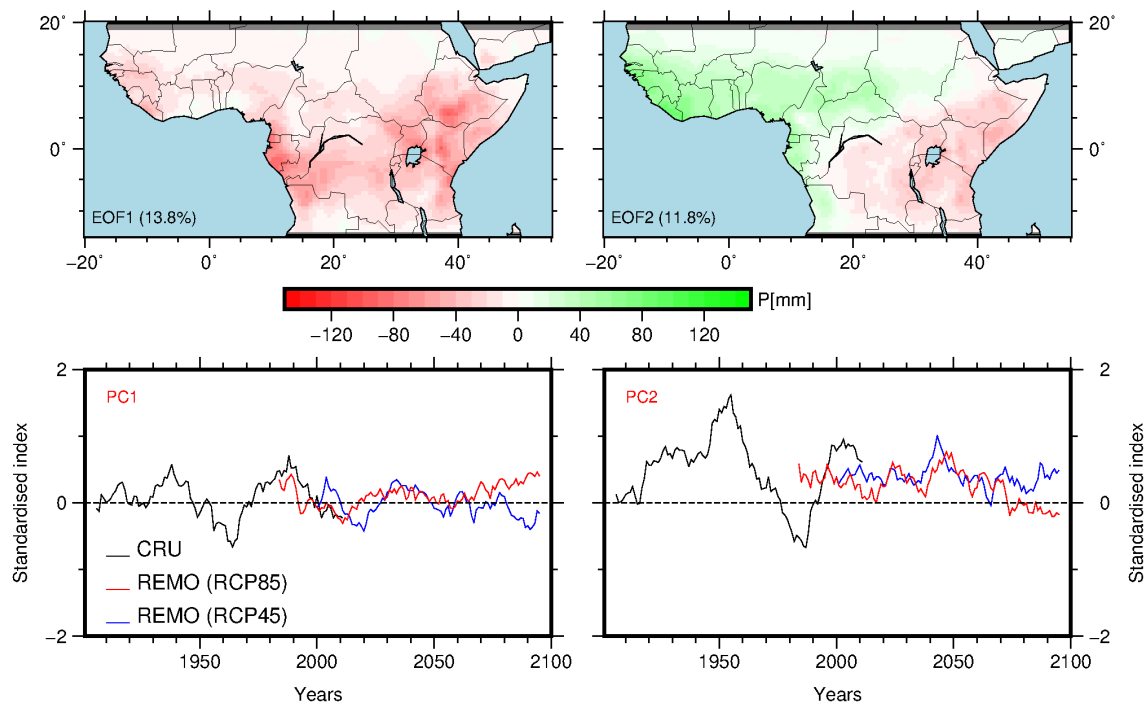 20˚
0˚
EOF1 (13.8%)
−20˚ 0˚ 20˚ 40˚
20˚
0˚
EOF2 (11.8%)
−20˚ 0˚ 20˚ 40˚
P[mm]
−120 −80 −40 0 40 80 120
Standardised index
2
0
−2
PC1
CRU
REMO (RCP85)
REMO (RCP45)
1950 2000 2050 2100
Years
PC2
2
0
−2
Standardised index
1950 2000 2050 2100
Years